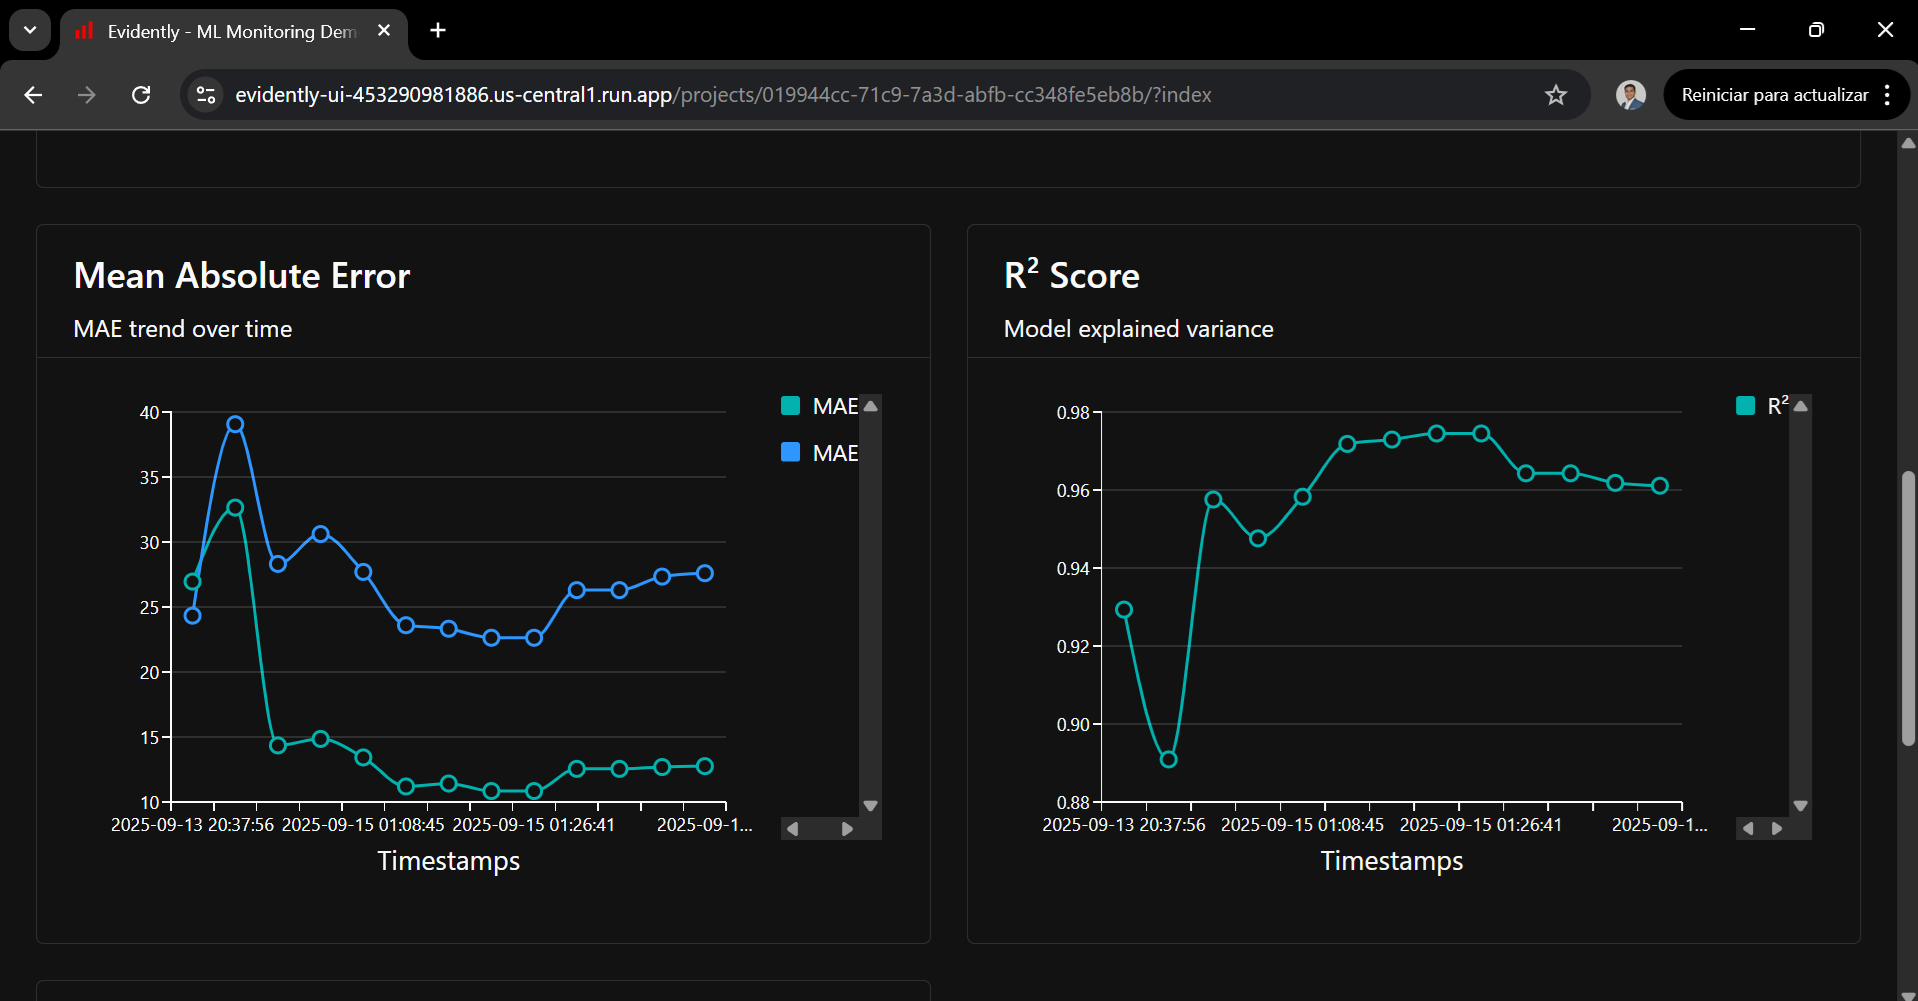 Evidently - ML Monitoring Dem
evidently-ui-453290981886.us-central1.run.app/projects/019944cc-71c9-7a3d-abfb-cc348fe5eb8b/?index
Reiniciar para actualizar
Mean Absolute Error
MAE trend over time
MAE
MAE
40
35
30
25
20
15
10
2025-09-13 20:37:56 2025-09-15 01:08:45 2025-09-15 01:26:41 2025-09-1...
Timestamps
R² Score
Model explained variance
R²
0.98
0.96
0.94
0.92
0.90
0.88
2025-09-13 20:37:56 2025-09-15 01:08:45 2025-09-15 01:26:41 2025-09-1...
Timestamps